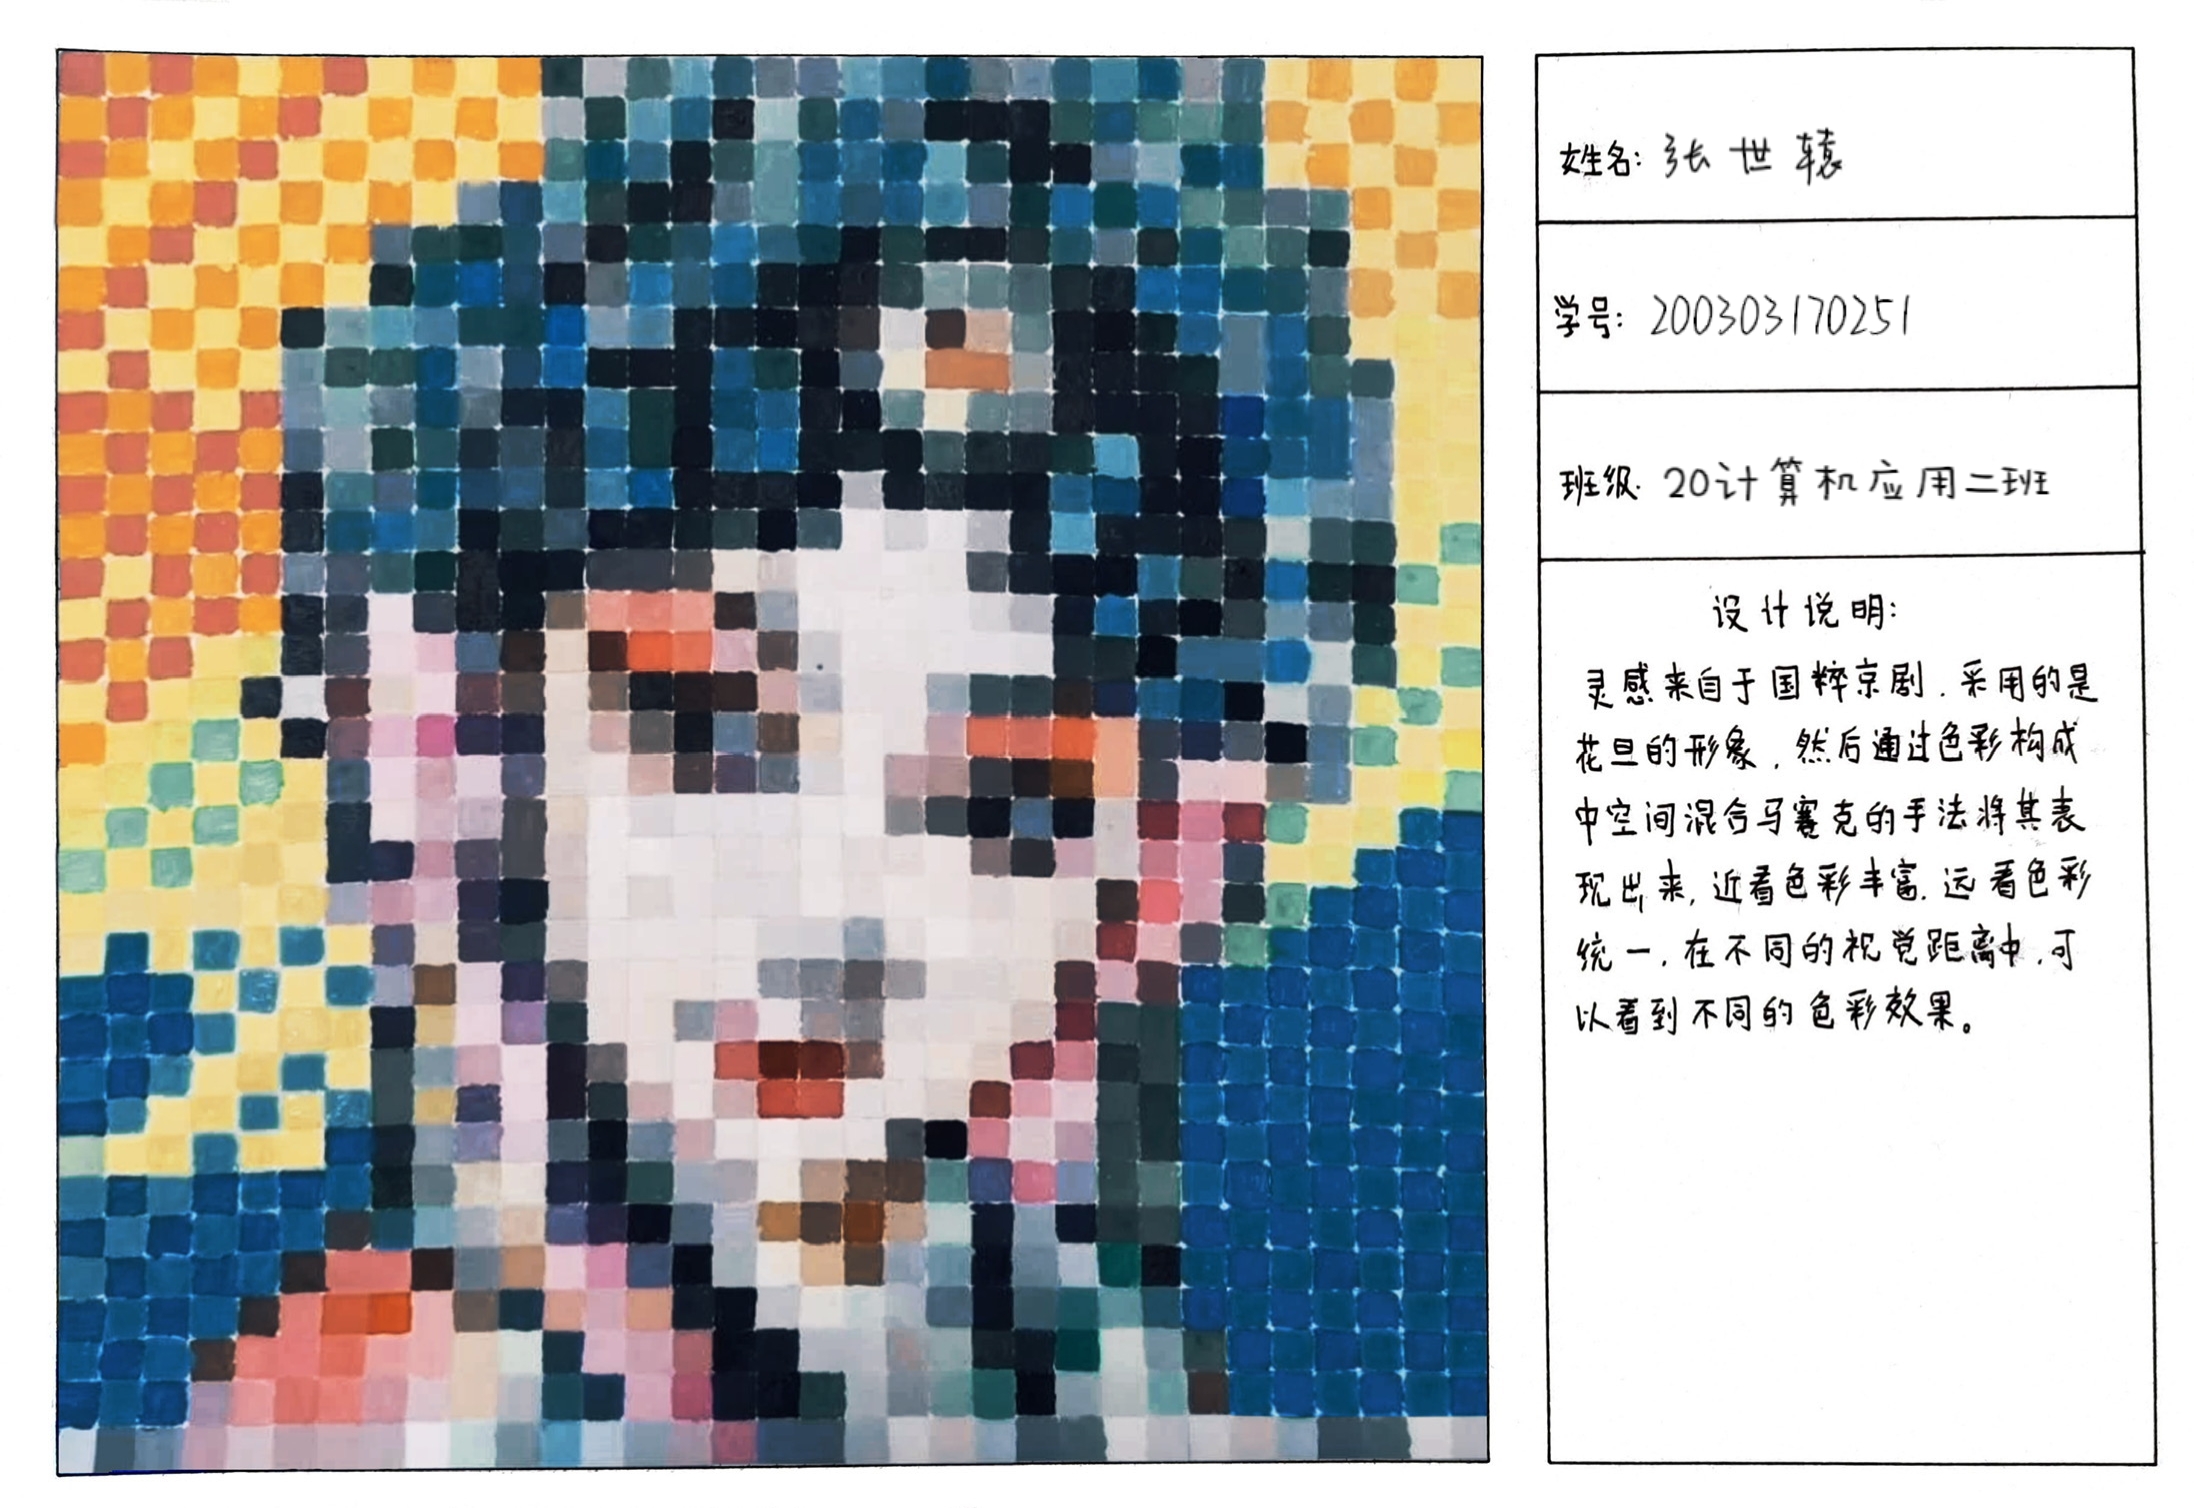 姓名: 张世辕
学号: 200303170251
班级. 20计算机应用二班
设计说明:
灵感来自于国粹京剧.采用的是
花旦的形象,然后通过色彩构成
中空间混合马赛克的手法将其表
现出来,近看色彩丰富.远看色彩
统一.在不同的视觉距离中,可
以看到不同的色彩效果。